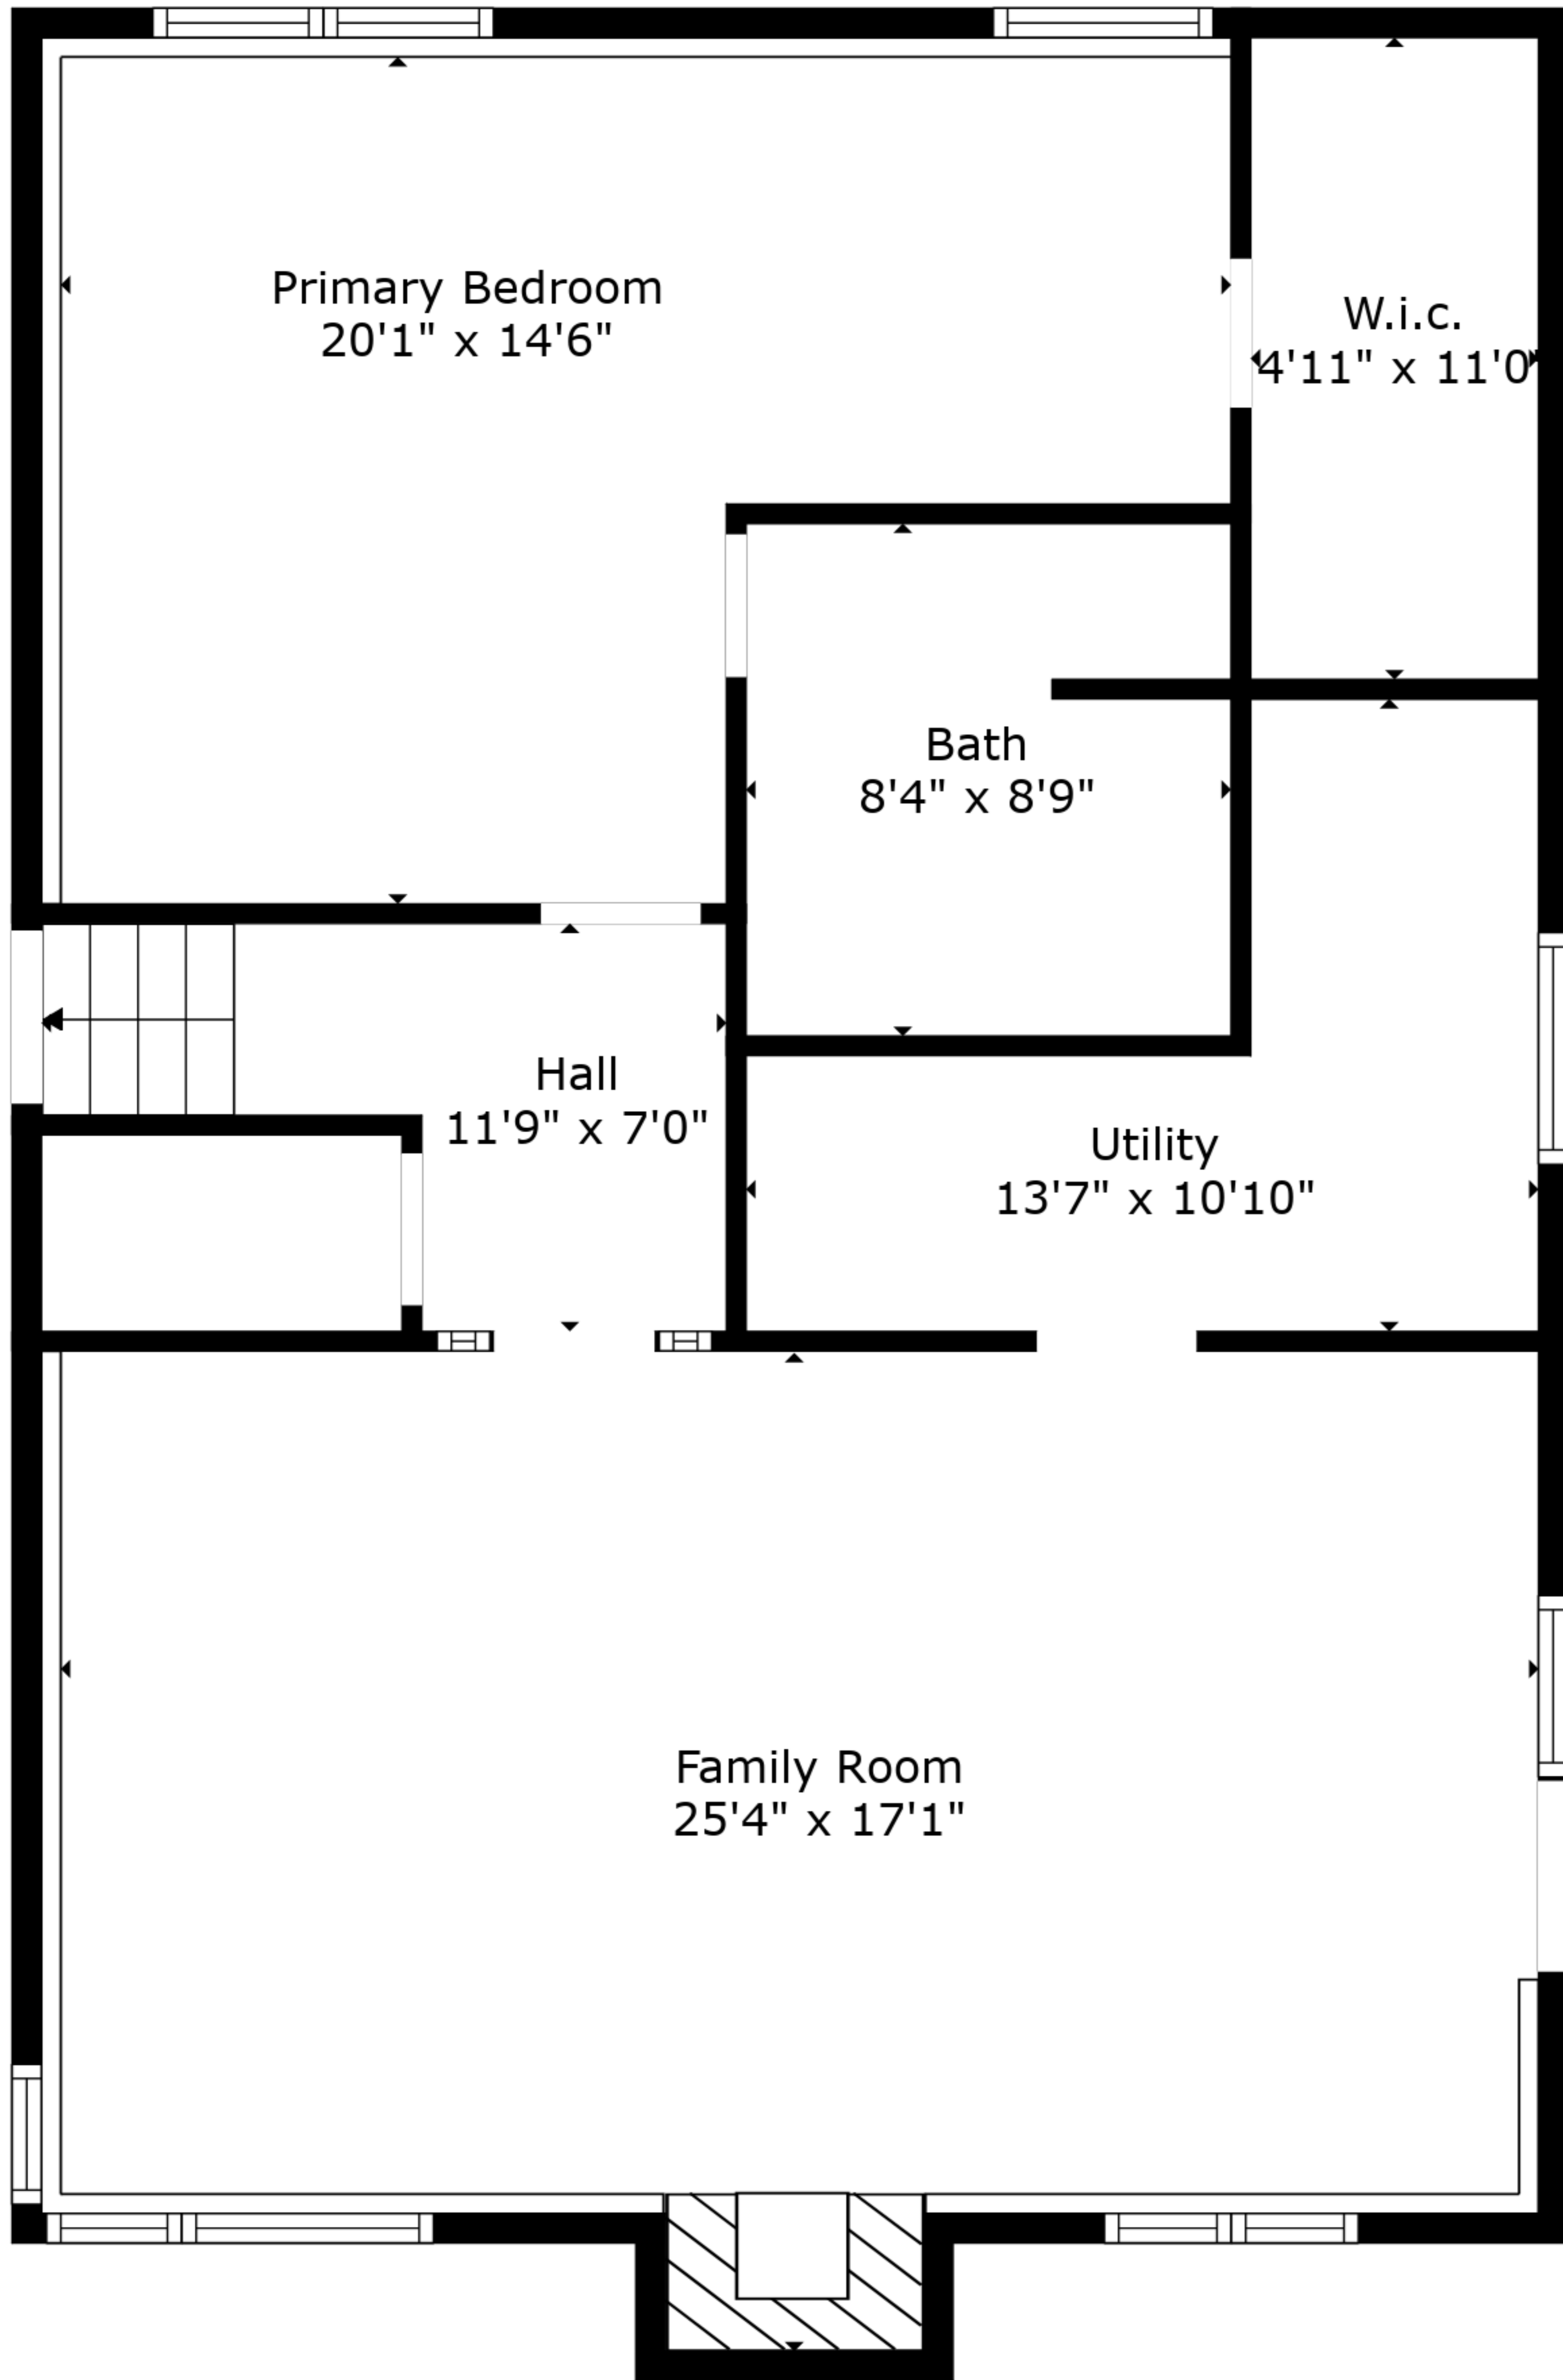 Primary Bedroom
20'1" x 14'6"
W.i.c.
4'11" x 11'0"
Bath
8'4" x 8'9"
Hall
11'9" x 7'0"
Utility
13'7" x 10'10"
Family Room
25'4" x 17'1"